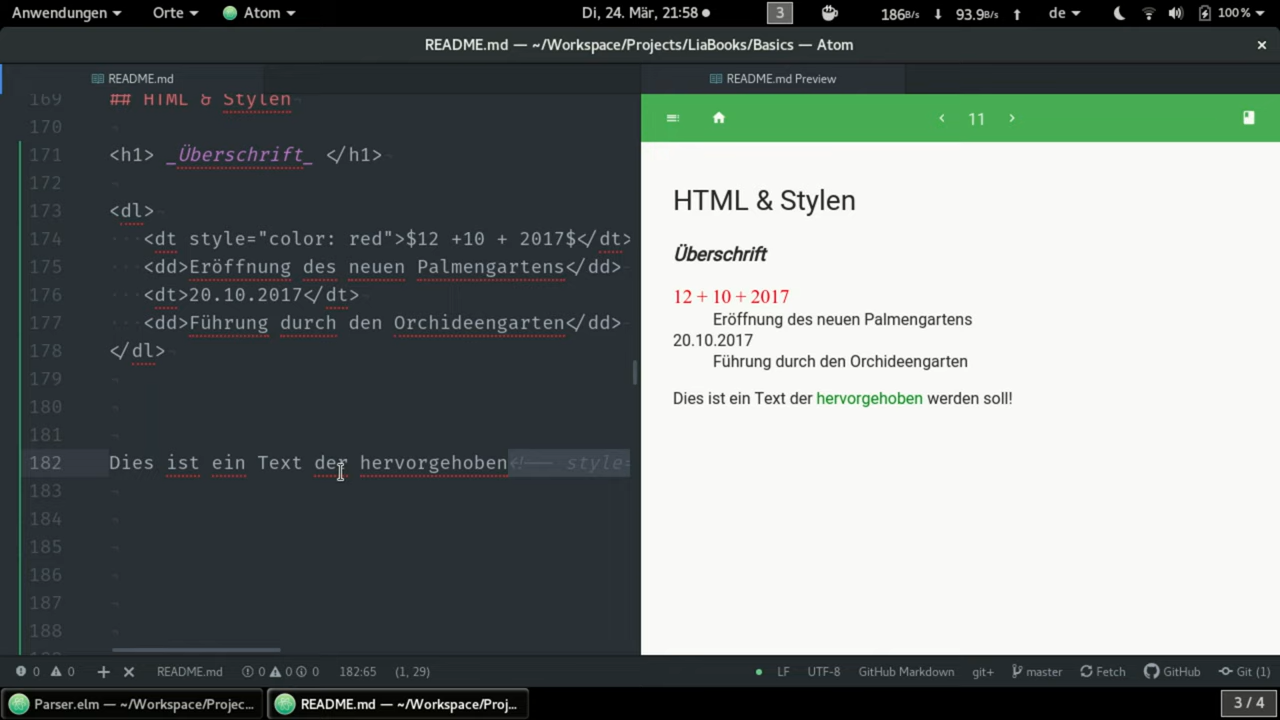 Anwendungen Orte Atom Di, 24. Mär, 21:58 3 186B/s 93.9B/s de 100%
README.md — ~/Workspace/Projects/LiaBooks/Basics — Atom ×
README.md README.md Preview
169 ## HTML & Stylen
170
171 <h1> _Überschrift_ </h1>
172
173 <dl>
174 <dt style="color: red">$12 +10 + 2017$</dt>
175 <dd>Eröffnung des neuen Palmengartens</dd>
176 <dt>20.10.2017</dt>
177 <dd>Führung durch den Orchideengarten</dd>
178 </dl>
179
180
181
182 Dies ist ein Text der hervorgehoben<!-- style=
183
184
185
186
187
188
11
HTML & Stylen
Überschrift
12 + 10 + 2017
Eröffnung des neuen Palmengartens
20.10.2017
Führung durch den Orchideengarten
Dies ist ein Text der hervorgehoben werden soll!
0 0 README.md 0 0 0 182:65 (1, 29) LF UTF-8 GitHub Markdown git+ master Fetch GitHub Git (1)
Parser.elm — ~/Workspace/Projec... README.md — ~/Workspace/Proj... 3 / 4